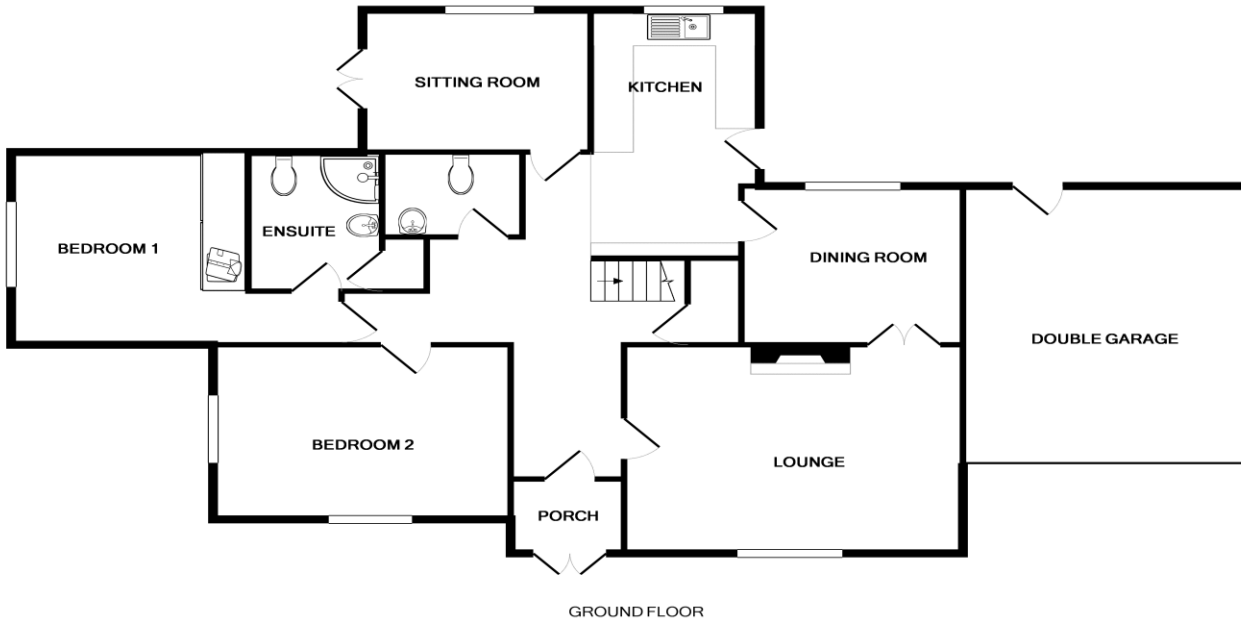 SITTING ROOM
KITCHEN
BEDROOM 1
ENSUITE
DINING ROOM
DOUBLE GARAGE
BEDROOM 2
LOUNGE
PORCH
GROUND FLOOR